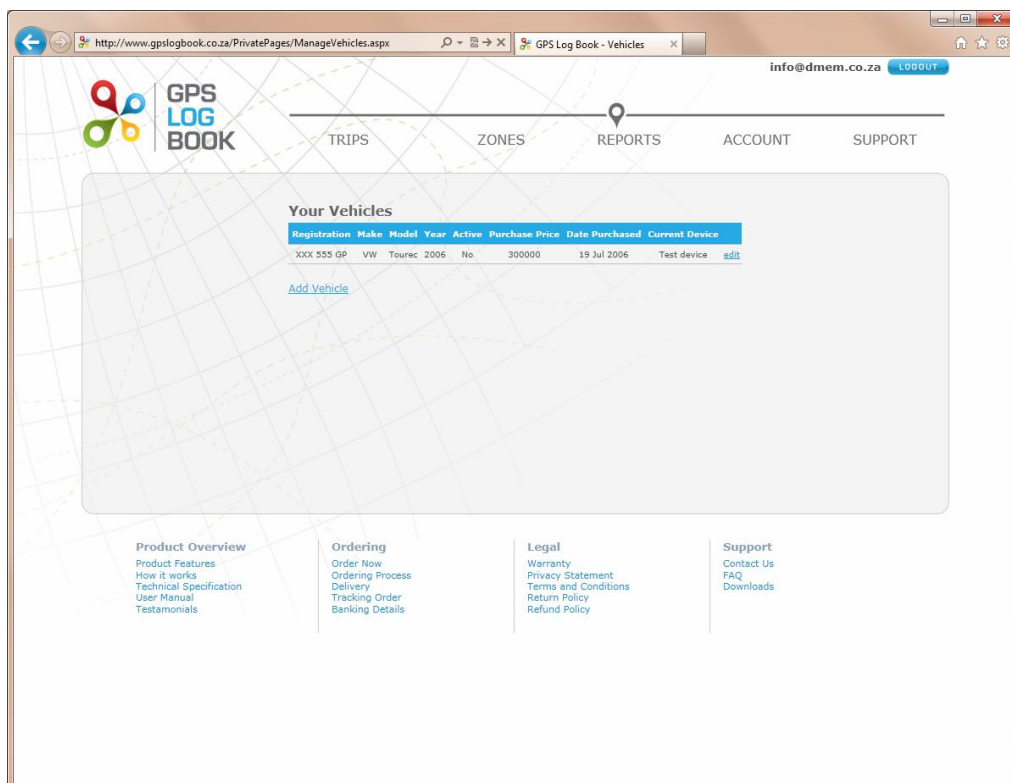 http://www.gpslogbook.co.za/PrivatePages/ManageVehicles.aspx
GPS Log Book - Vehicles
info@dmem.co.za LOGOUT
GPS
LOG
BOOK
TRIPS ZONES REPORTS ACCOUNT SUPPORT
Your Vehicles
Registration Make Model Year Active Purchase Price Date Purchased Current Device
XXX 555 GP VW Tourec 2006 No 300000 19 Jul 2006 Test device edit
Add Vehicle
Product Overview
Product Features
How it works
Technical Specification
User Manual
Testamonials
Ordering
Order Now
Ordering Process
Delivery
Tracking Order
Banking Details
Legal
Warranty
Privacy Statement
Terms and Conditions
Return Policy
Refund Policy
Support
Contact Us
FAQ
Downloads